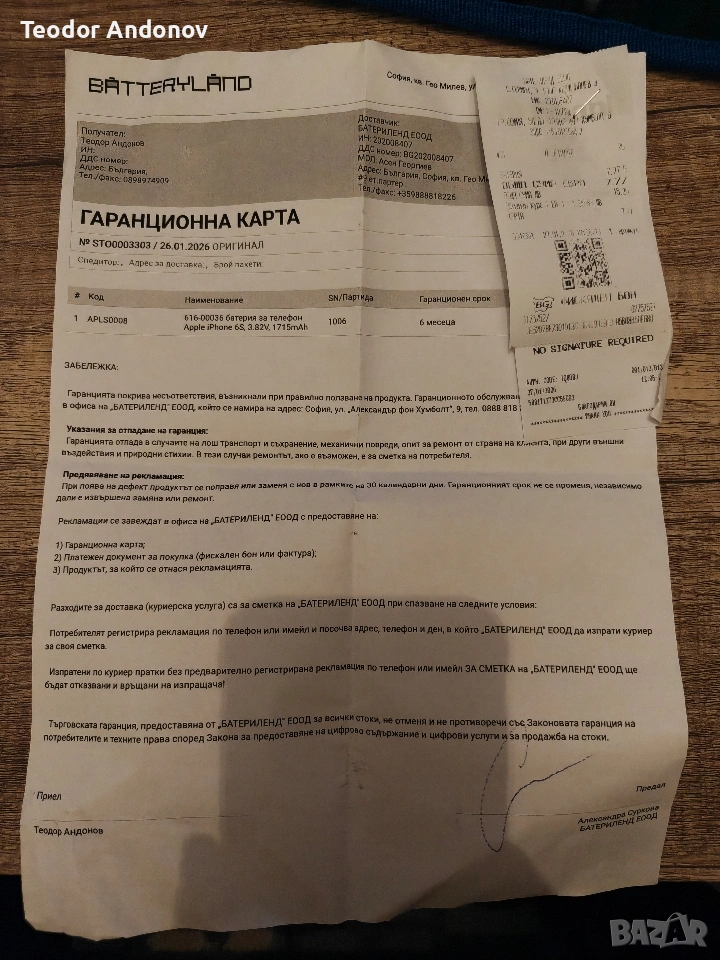 Teodor Andonov
BATTERYLAND
София, кв. Гео Милев, ул
Получател:
Теодор Андонов
ИН:
ДДС номер:
Адрес: България,
Тел./факс: 0898974909
Доставчик:
БАТЕРИЛЕНД ЕООД
ИН: 202008407
ДДС номер: BG202008407
МОЛ: Асен Георгиев
Адрес: България, София, кв. Гео Мил
партер
Тел./факс: +359888818226
ГАРАНЦИОННА КАРТА
№ STO0003303 / 26.01.2026 ОРИГИНАЛ
Спедитор:, Адрес за доставка:, Брой пакети:
# Код Наименование SN/Партида Гаранционен срок
1 APLS0008 616-00036 батерия за телефон 1006 6 месеца
Apple iPhone 6S, 3.82V, 1715mAh
ЗАБЕЛЕЖКА:
Гаранцията покрива несъответствия, възникнали при правилно ползване на продукта. Гаранционното обслужван
в офиса на „БАТЕРИЛЕНД" ЕООД, който се намира на адрес: София, ул. „Александър фон Хумболт", 9, тел. 0888 818
Указания за отпадане на гаранция:
Гаранцията отпада в случаите на лош транспорт и съхранение, механични повреди, опит за ремонт от страна на клиента, при други външни
въздействия и природни стихии. В тези случаи ремонтът, ако е възможен, е за сметка на потребителя.
Предявяване на рекламация:
При поява на дефект продуктът се поправя или заменя с нов в рамките на 30 календарни дни. Гаранционният срок не се променя, независимо
дали е извършена замяна или ремонт.
Рекламации се завеждат в офиса на „БАТЕРИЛЕНД" ЕООД с предоставяне на:
1) Гаранционна карта;
2) Платежен документ за покупка (фискален бон или фактура);
3) Продуктът, за който се отнася рекламацията.
Разходите за доставка (куриерска услуга) са за сметка на „БАТЕРИЛЕНД" ЕООД при спазване на следните условия:
Потребителят регистрира рекламация по телефон или имейл и посочва адрес, телефон и ден, в който „БАТЕРИЛЕНД" ЕООД да изпрати куриер
за своя сметка.
Изпратени по куриер пратки без предварително регистрирана рекламация по телефон или имейл ЗА СМЕТКА на „БАТЕРИЛЕНД" ЕООД ще
бъдат отказвани и връщани на изпращача!
Търговската гаранция, предоставяна от „БАТЕРИЛЕНД" ЕООД за всички стоки, не отменя и не противоречи със Законовата гаранция на
потребителите и техните права според Закона за предоставяне на цифрово съдържание и цифрови услуги и за продажба на стоки.
Приел
Теодор Андонов
Предал
Александра Суркова
БАТЕРИЛЕНД ЕООД
ФИСКАЛЕН БОН
NO SIGNATURE REQUIRED
БЛАГОДАРИМ ВИ
BAZAR